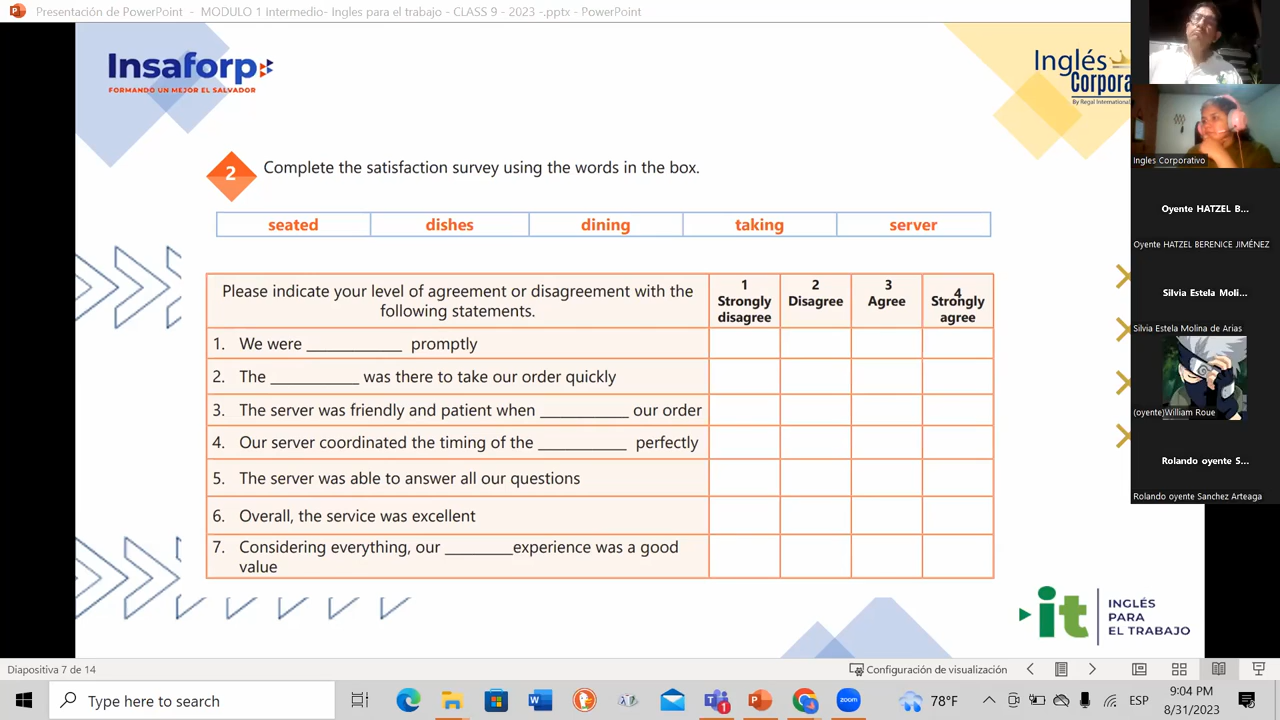 Presentación de PowerPoint - MODULO 1 Intermedio- Ingles para el trabajo - CLASS 9 - 2023 -.pptx - PowerPoint
Insaforp
FORMANDO UN MEJOR EL SALVADOR
Inglés
Corpora
By Regal International
2 Complete the satisfaction survey using the words in the box.
seated dishes dining taking server
Please indicate your level of agreement or disagreement with the
following statements.
1
Strongly
disagree
2
Disagree
3
Agree
4
Strongly
agree
1. We were ____________ promptly
2. The ___________ was there to take our order quickly
3. The server was friendly and patient when ___________ our order
4. Our server coordinated the timing of the ___________ perfectly
5. The server was able to answer all our questions
6. Overall, the service was excellent
7. Considering everything, our ________experience was a good
value
it
INGLÉS
PARA
EL TRABAJO
Ingles Corporativo
Oyente HATZEL B...
Oyente HATZEL BERENICE JIMÉNEZ
Silvia Estela Moli...
Silvia Estela Molina de Arias
(oyente)William Roue
Rolando oyente S...
Rolando oyente Sanchez Arteaga
Diapositiva 7 de 14
Configuración de visualización
Type here to search
1
zoom
78°F
ESP
9:04 PM
8/31/2023